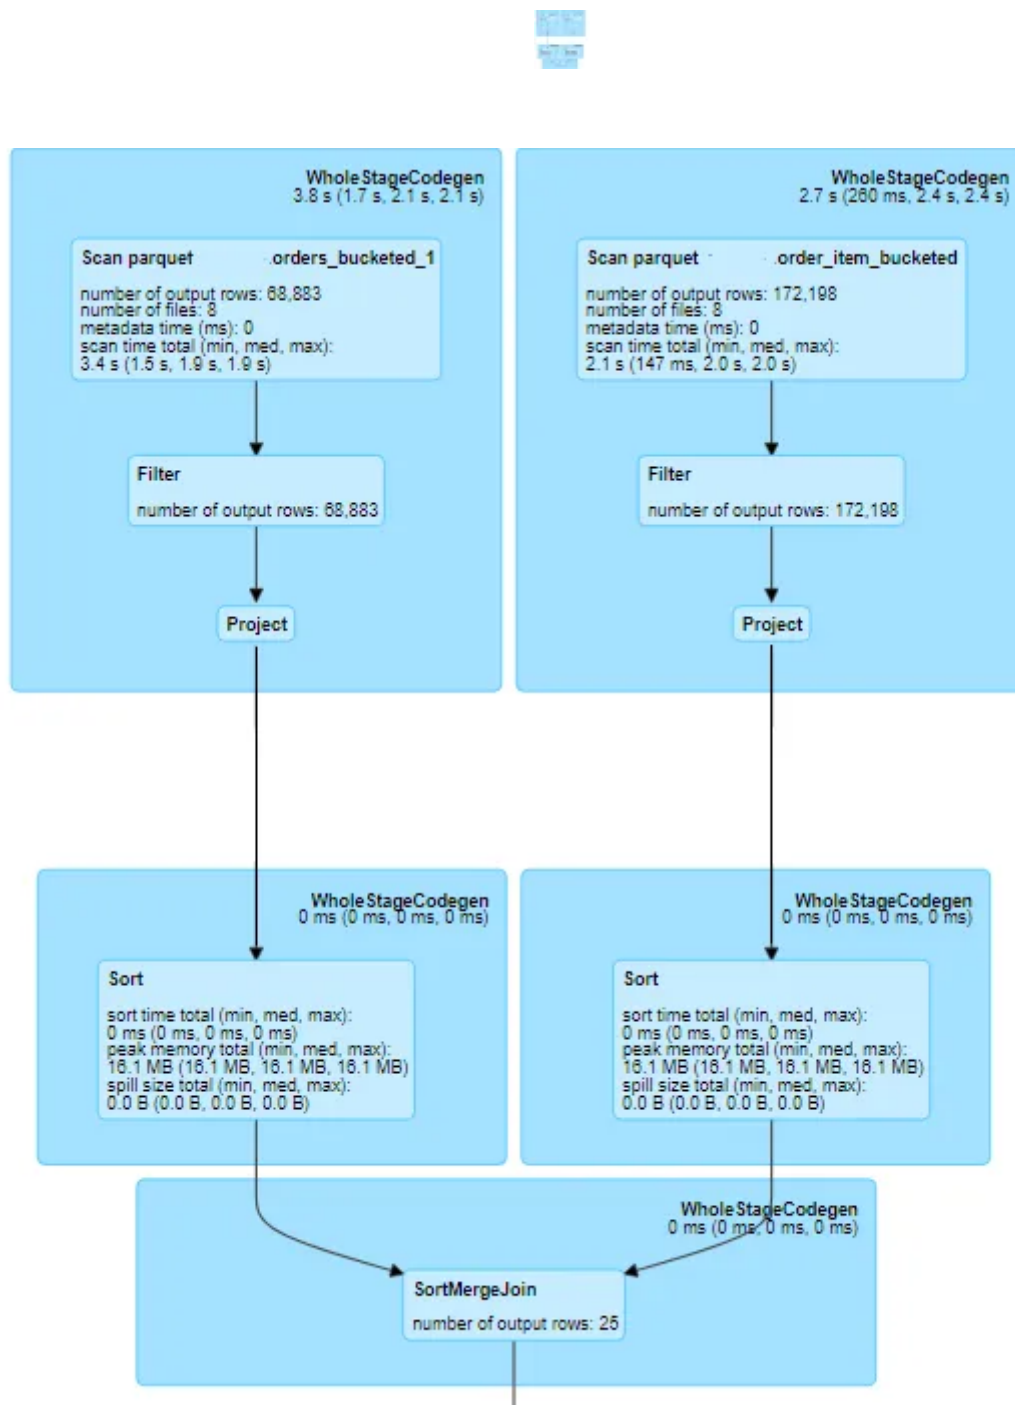 WholeStageCodegen
3.8 s (1.7 s, 2.1 s, 2.1 s)
Scan parquet .orders_bucketed_1
number of output rows: 68,883
number of files: 8
metadata time (ms): 0
scan time total (min, med, max):
3.4 s (1.5 s, 1.9 s, 1.9 s)
Filter
number of output rows: 68,883
Project
WholeStageCodegen
2.7 s (260 ms, 2.4 s, 2.4 s)
Scan parquet .order_item_bucketed
number of output rows: 172,198
number of files: 8
metadata time (ms): 0
scan time total (min, med, max):
2.1 s (147 ms, 2.0 s, 2.0 s)
Filter
number of output rows: 172,198
Project
WholeStageCodegen
0 ms (0 ms, 0 ms, 0 ms)
Sort
sort time total (min, med, max):
0 ms (0 ms, 0 ms, 0 ms)
peak memory total (min, med, max):
16.1 MB (16.1 MB, 16.1 MB, 16.1 MB)
spill size total (min, med, max):
0.0 B (0.0 B, 0.0 B, 0.0 B)
WholeStageCodegen
0 ms (0 ms, 0 ms, 0 ms)
Sort
sort time total (min, med, max):
0 ms (0 ms, 0 ms, 0 ms)
peak memory total (min, med, max):
16.1 MB (16.1 MB, 16.1 MB, 16.1 MB)
spill size total (min, med, max):
0.0 B (0.0 B, 0.0 B, 0.0 B)
WholeStageCodegen
0 ms (0 ms, 0 ms, 0 ms)
SortMergeJoin
number of output rows: 25